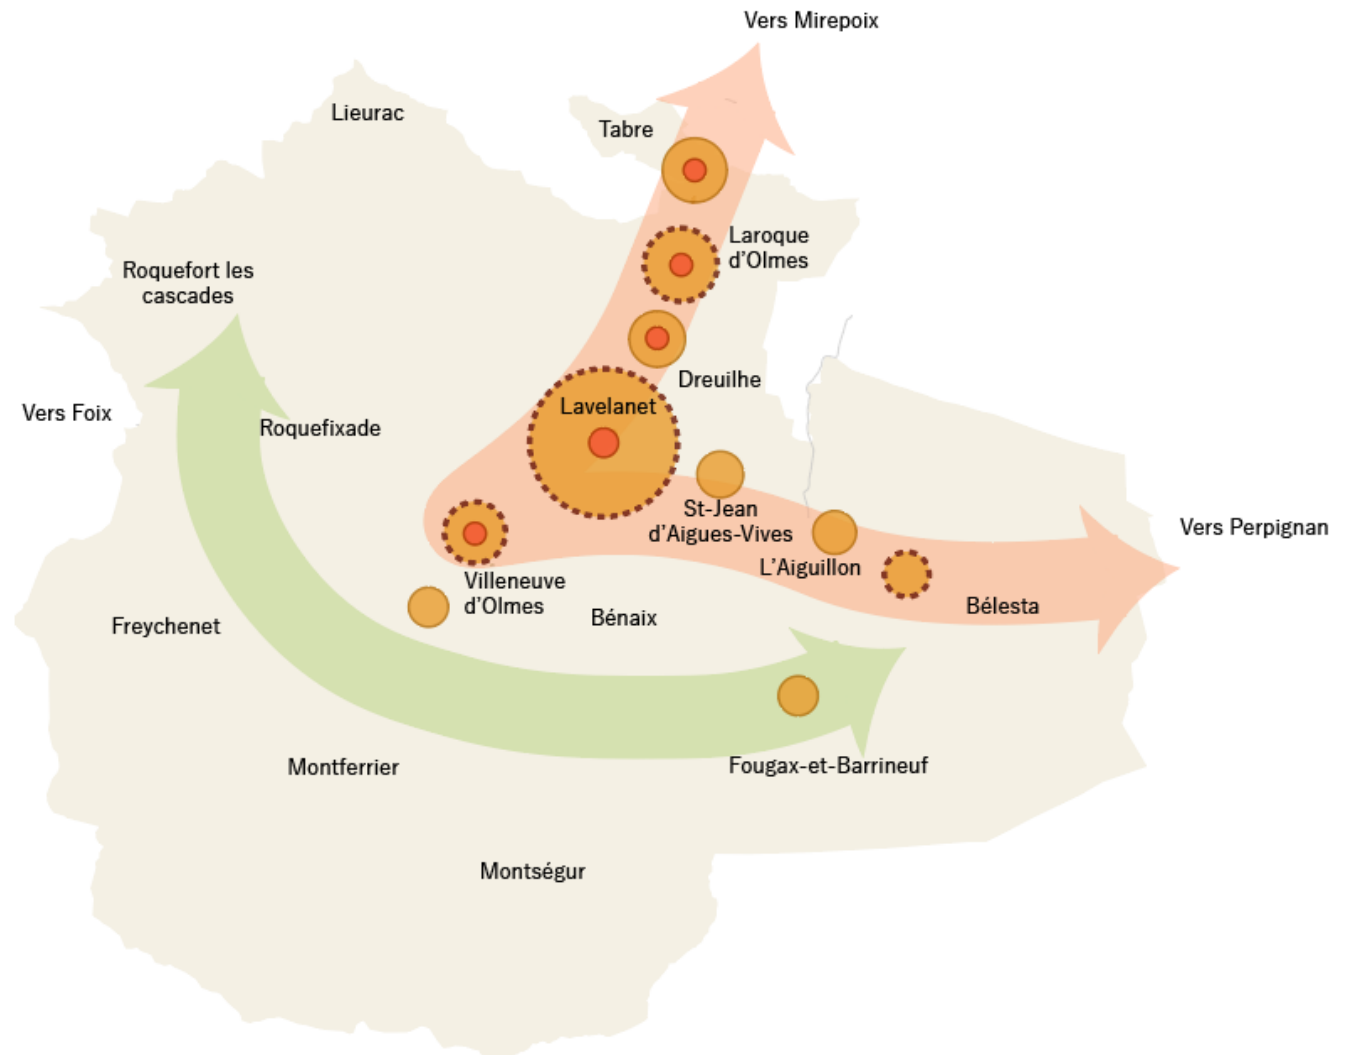 Vers Mirepoix
Lieurac
Tabre
Laroque
d'Olmes
Roquefort les
cascades
Dreuilhe
Lavelanet
Vers Foix
Roquefixade
St-Jean
d'Aigues-Vives
Vers Perpignan
L'Aiguillon
Villeneuve
d'Olmes
Bélesta
Bénaix
Freychenet
Montferrier
Fougax-et-Barrineuf
Montségur